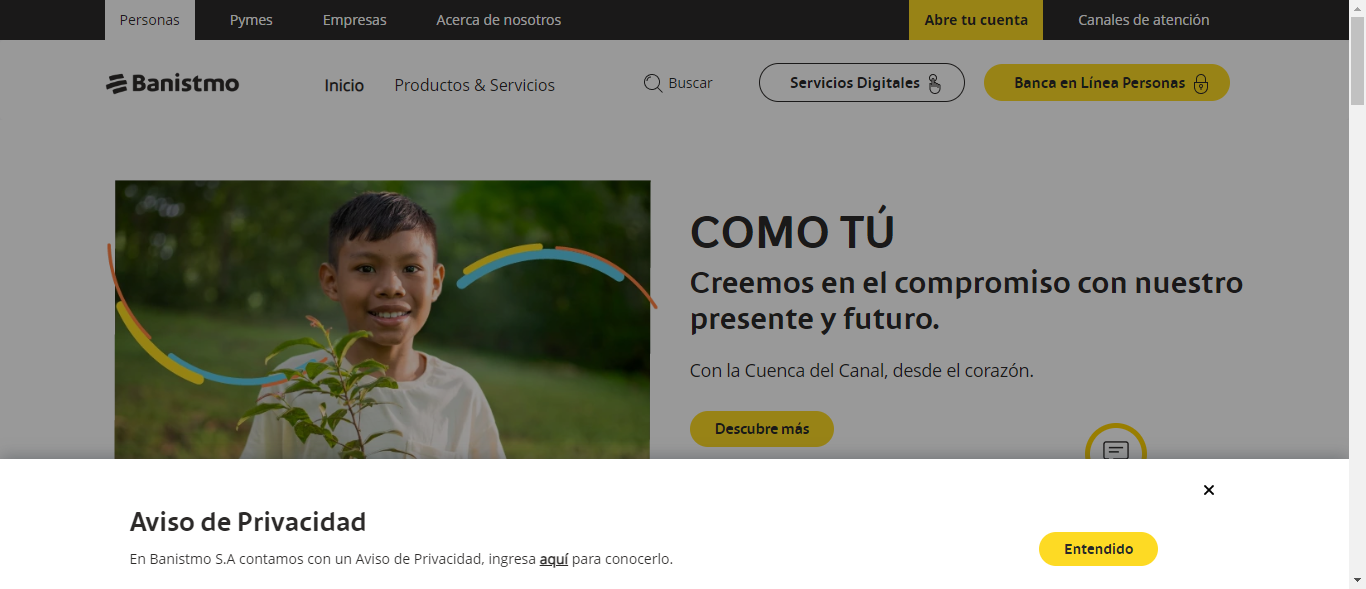 Personas Pymes Empresas Acerca de nosotros Abre tu cuenta Canales de atención
Banistmo Inicio Productos & Servicios Buscar Servicios Digitales Banca en Línea Personas
COMO TÚ
Creemos en el compromiso con nuestro
presente y futuro.
Con la Cuenca del Canal, desde el corazón.
Descubre más
Aviso de Privacidad
En Banistmo S.A contamos con un Aviso de Privacidad, ingresa aquí para conocerlo.
Entendido